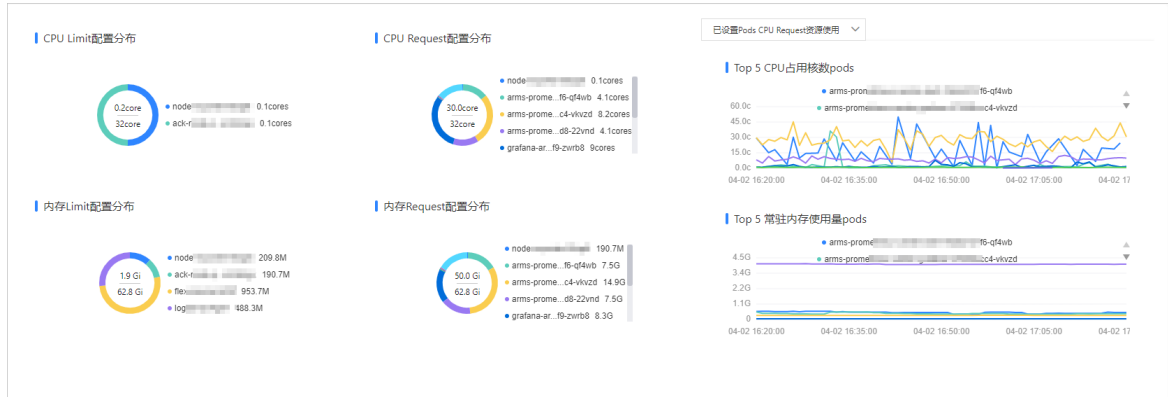 CPU Limit配置分布
0.2core
32core
node 0.1cores
ack-r 0.1cores
CPU Request配置分布
30.0core
32core
node 0.1cores
arms-prome...f6-qf4wb 4.1cores
arms-prome...c4-vkvzd 8.2cores
arms-prome...d8-22vnd 4.1cores
grafana-ar...f9-zwrb8 9cores
内存Limit配置分布
1.9 Gi
62.8 Gi
node 209.8M
ack-r 190.7M
flex 953.7M
log 488.3M
内存Request配置分布
50.0 Gi
62.8 Gi
node 190.7M
arms-prome...f6-qf4wb 7.5G
arms-prome...c4-vkvzd 14.9G
arms-prome...d8-22vnd 7.5G
grafana-ar...f9-zwrb8 8.3G
已设置Pods CPU Request资源使用
Top 5 CPU占用核数pods
arms-pron f6-qf4wb
arms-prome c4-vkvzd
60.0c
45.0c
30.0c
15.0c
0.0c
04-02 16:20:00 04-02 16:35:00 04-02 16:50:00 04-02 17:05:00 04-02 17
Top 5 常驻内存使用量pods
arms-prome f6-qf4wb
arms-prome c4-vkvzd
4.5G
3.4G
2.2G
1.1G
0
04-02 16:20:00 04-02 16:35:00 04-02 16:50:00 04-02 17:05:00 04-02 17